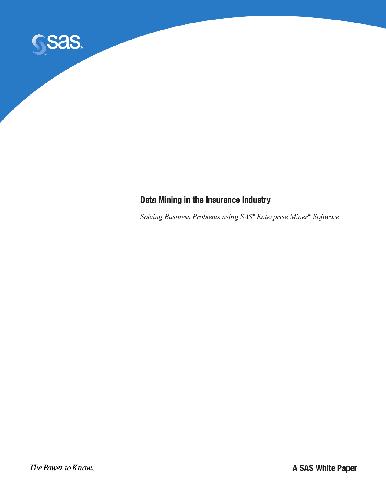 sas.
Data Mining in the Insurance Industry
Solving Business Problems using SAS® Enterprise Miner™ Software
The Power to Know.
A SAS White Paper